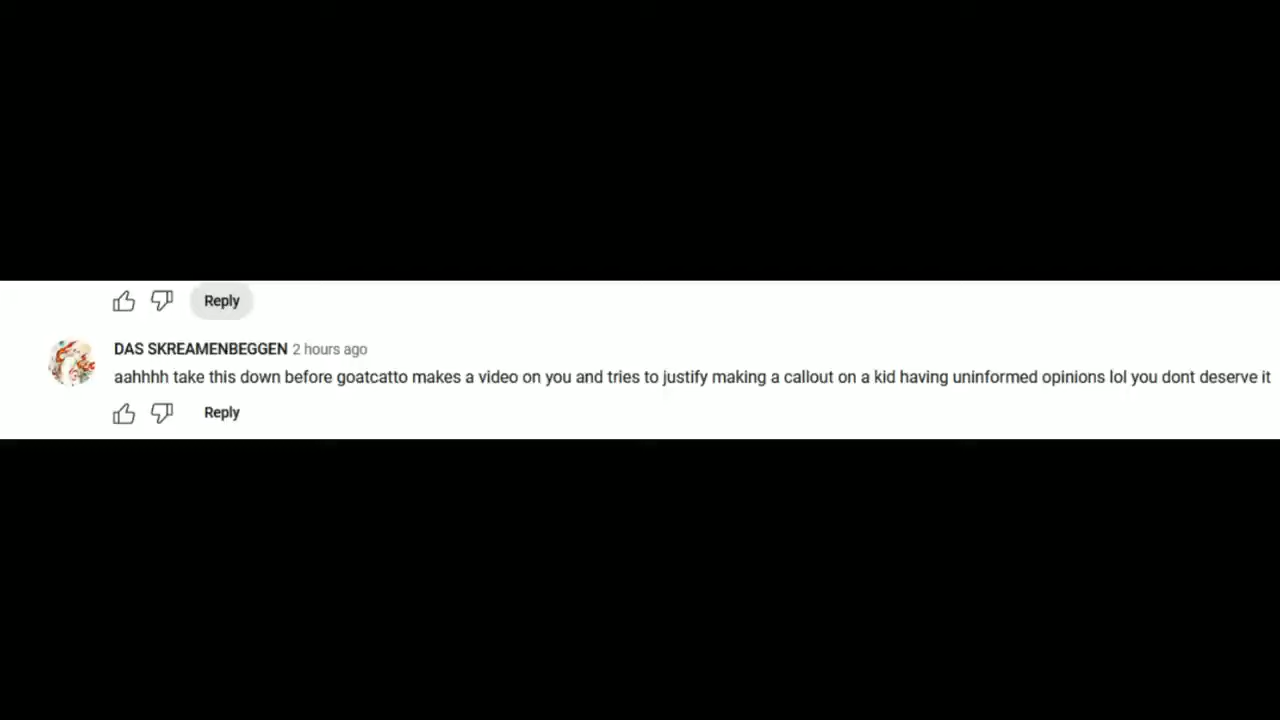 Reply
DAS SKREAMENBEGGEN 2 hours ago
aahhhh take this down before goatcatto makes a video on you and tries to justify making a callout on a kid having uninformed opinions lol you dont deserve it
Reply